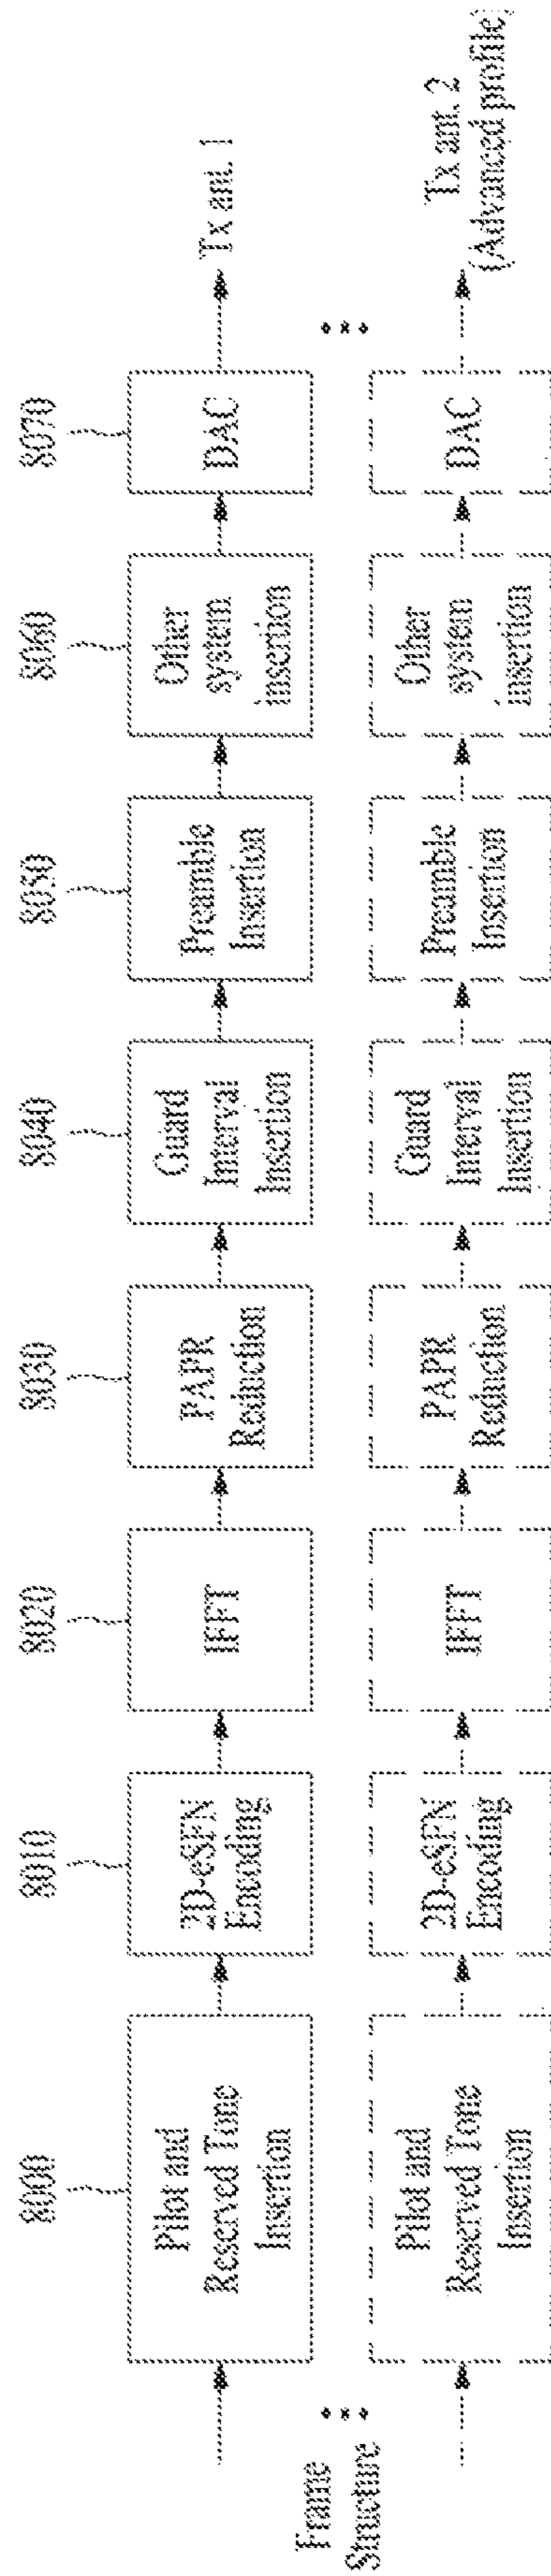 8000
8010
8020
8030
8040
8050
8060
8070
Frame
Structure
Pilot and
Reserved Tone
Insertion
2D-eSFN
Encoding
IFFT
PAPR
Reduction
Guard
Interval
Insertion
Preamble
Insertion
Other
system
insertion
DAC
Tx ant. 1
Pilot and
Reserved Tone
Insertion
2D-eSFN
Encoding
IFFT
PAPR
Reduction
Guard
Interval
Insertion
Preamble
Insertion
Other
system
insertion
DAC
Tx ant. 2
(Advanced profile)